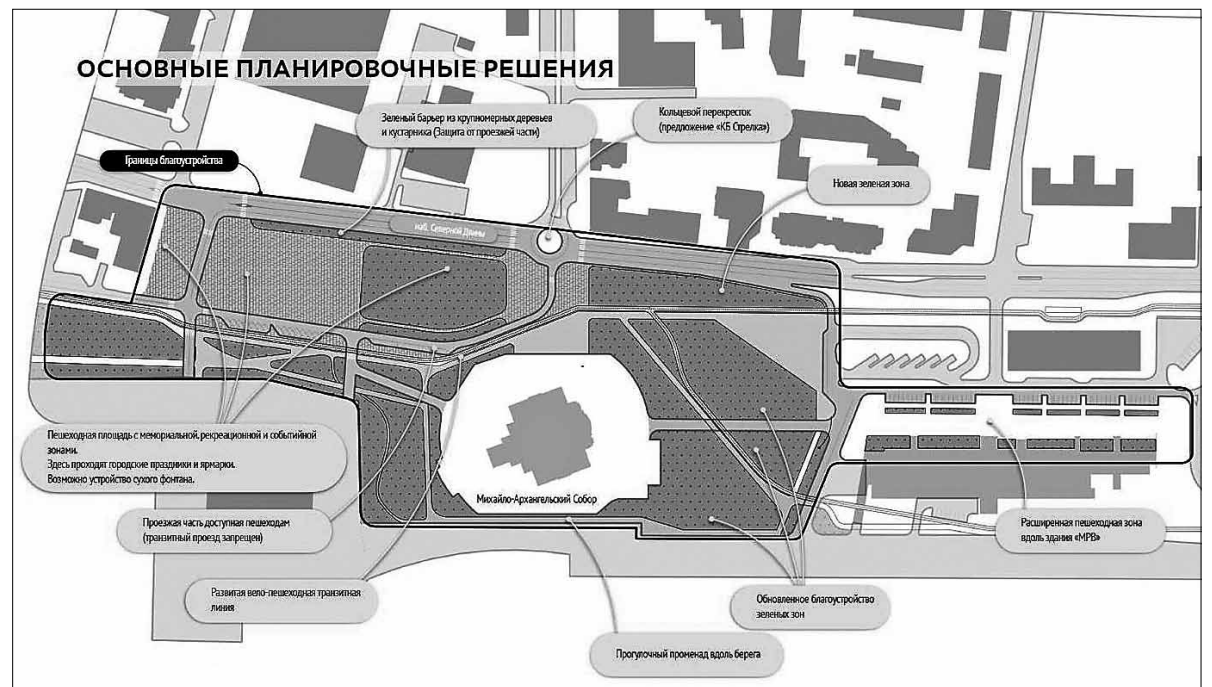 ОСНОВНЫЕ ПЛАНИРОВОЧНЫЕ РЕШЕНИЯ
Зеленый барьер из крупномерных деревьев
и кустарника (Защита от проезжей части)
Кольцевой перекресток
(предложение «КБ Стрелка»)
Границы благоустройства
Новая зеленая зона
наб. Северной Двины
Пешеходная площадь с мемориальной, рекреационной и событийной
зонами.
Здесь проходят городские праздники и ярмарки.
Возможно устройство сухого фонтана.
Михайло-Архангельский Собор
Проезжая часть доступная пешеходам
(транзитный проезд запрещен)
Расширенная пешеходная зона
вдоль здания «МРВ»
Развитая вело-пешеходная транзитная
линия
Обновленное благоустройство
зеленых зон
Прогулочный променад вдоль берега